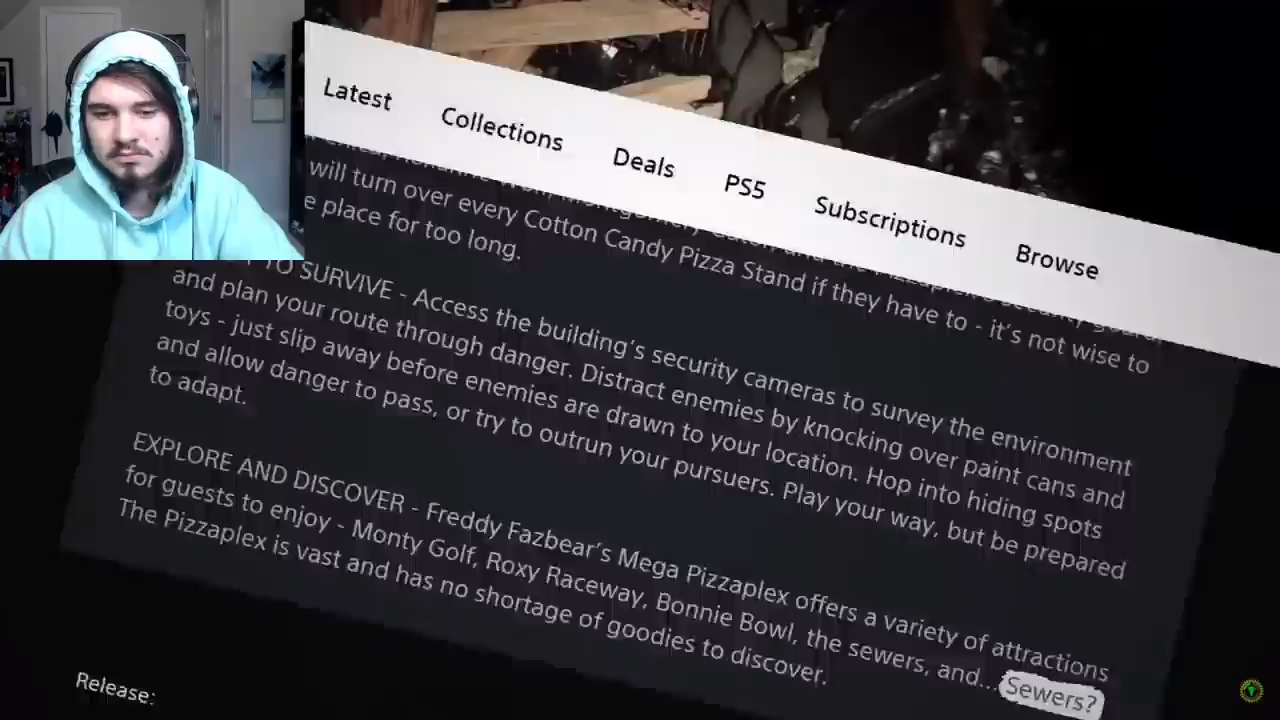 Latest Collections Deals PS5 Subscriptions Browse
will turn over every Cotton Candy Pizza Stand if they have to - it's not wise to
e place for too long.
TO SURVIVE - Access the building's security cameras to survey the environment
and plan your route through danger. Distract enemies by knocking over paint cans and
toys - just slip away before enemies are drawn to your location. Hop into hiding spots
and allow danger to pass, or try to outrun your pursuers. Play your way, but be prepared
to adapt.
EXPLORE AND DISCOVER - Freddy Fazbear's Mega Pizzaplex offers a variety of attractions
for guests to enjoy - Monty Golf, Roxy Raceway, Bonnie Bowl, the sewers, and... Sewers?
The Pizzaplex is vast and has no shortage of goodies to discover.
Release: